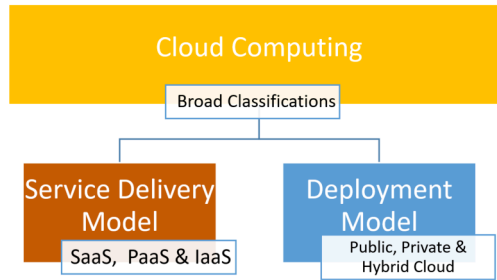 Cloud Computing
Broad Classifications
Service Delivery
Model
SaaS, PaaS & IaaS
Deployment
Model
Public, Private &
Hybrid Cloud